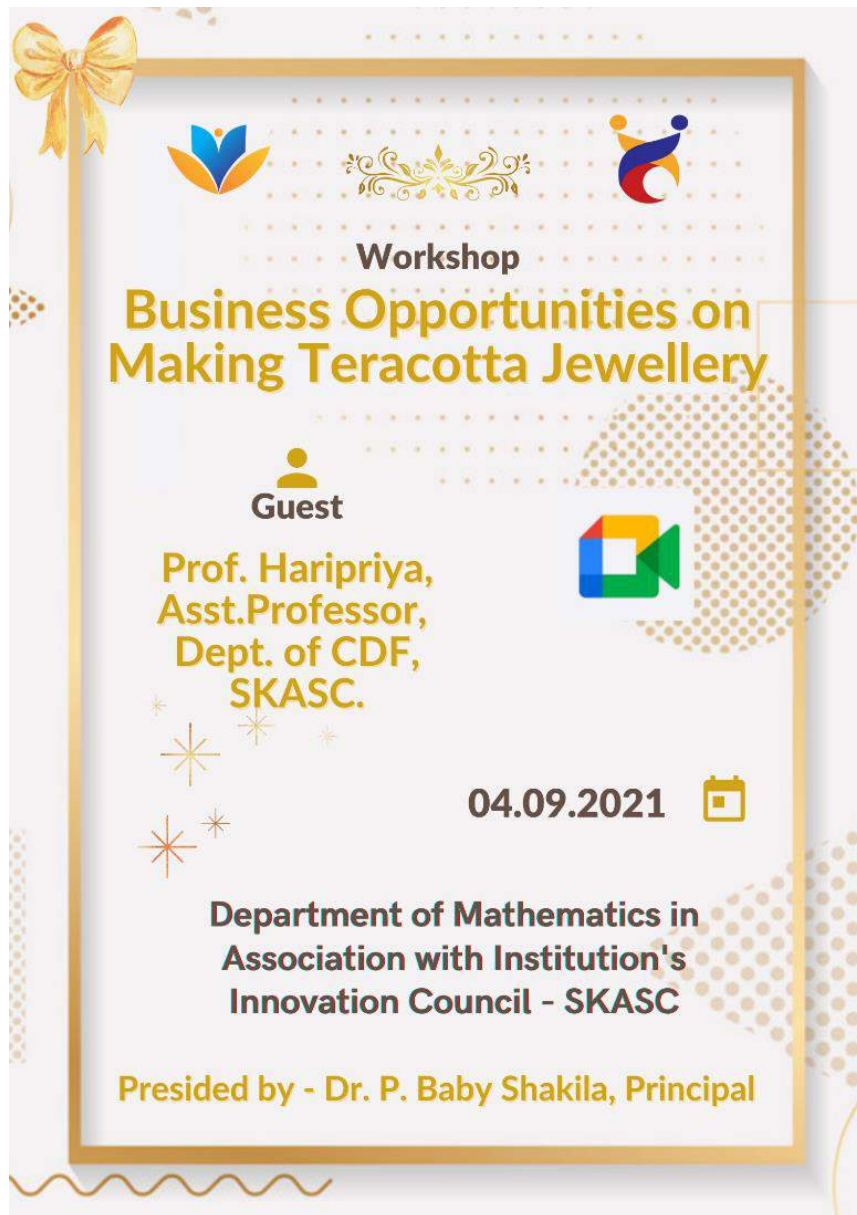 Workshop
Business Opportunities on
Making Teracotta Jewellery
Guest
Prof. Haripriya,
Asst.Professor,
Dept. of CDF,
SKASC.
04.09.2021
Department of Mathematics in
Association with Institution's
Innovation Council - SKASC
Presided by - Dr. P. Baby Shakila, Principal